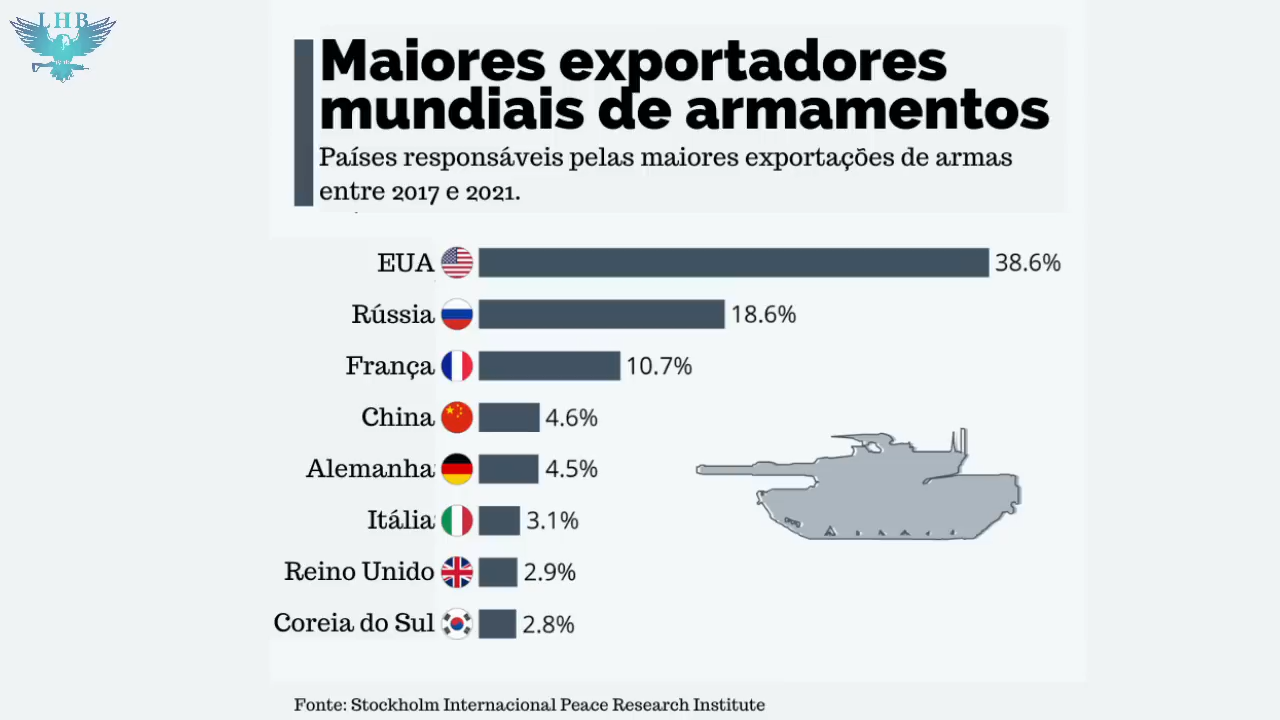 LHB
Maiores exportadores
mundiais de armamentos
Países responsáveis pelas maiores exportações de armas
entre 2017 e 2021.
EUA 38.6%
Rússia 18.6%
França 10.7%
China 4.6%
Alemanha 4.5%
Itália 3.1%
Reino Unido 2.9%
Coreia do Sul 2.8%
Fonte: Stockholm Internacional Peace Research Institute